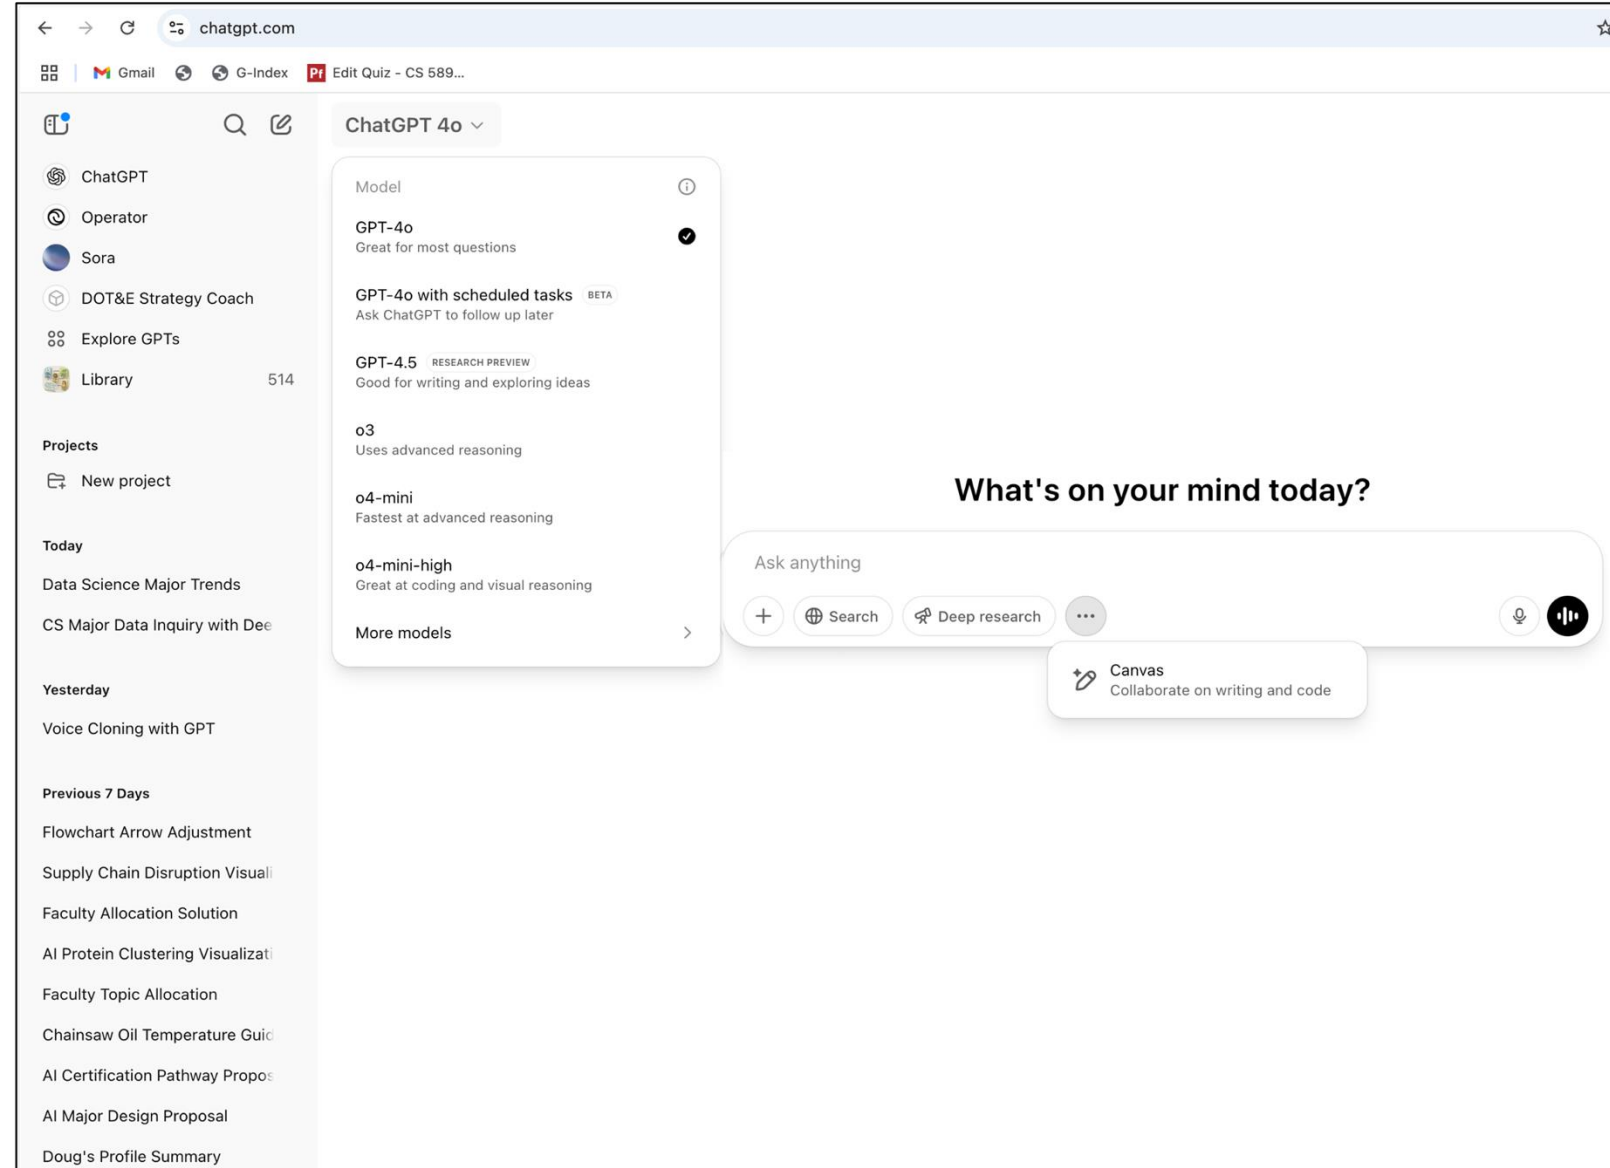 chatgpt.com
Gmail G-Index Pf Edit Quiz - CS 589...
ChatGPT 4o
ChatGPT
Operator
Sora
DOT&E Strategy Coach
Explore GPTs
Library 514
Projects
New project
Today
Data Science Major Trends
CS Major Data Inquiry with Dee
Yesterday
Voice Cloning with GPT
Previous 7 Days
Flowchart Arrow Adjustment
Supply Chain Disruption Visuali
Faculty Allocation Solution
AI Protein Clustering Visualizati
Faculty Topic Allocation
Chainsaw Oil Temperature Guid
AI Certification Pathway Propos
AI Major Design Proposal
Doug's Profile Summary
Model
GPT-4o
Great for most questions
GPT-4o with scheduled tasks BETA
Ask ChatGPT to follow up later
GPT-4.5 RESEARCH PREVIEW
Good for writing and exploring ideas
o3
Uses advanced reasoning
o4-mini
Fastest at advanced reasoning
o4-mini-high
Great at coding and visual reasoning
More models
What's on your mind today?
Ask anything
Search Deep research
Canvas
Collaborate on writing and code